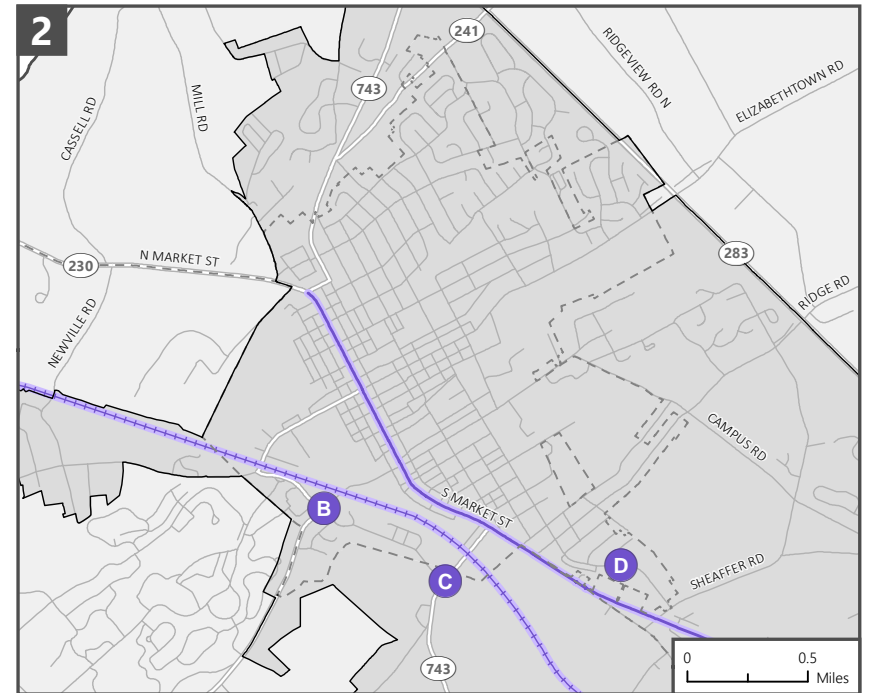 2
241
743
RIDGEVIEW RD N
ELIZABETHTOWN RD
CASSELL RD
MILL RD
283
230
N MARKET ST
RIDGE RD
NEWVILLE RD
CAMPUS RD
S MARKET ST
B
D
C
SHEAFFER RD
743
0 0.5
Miles